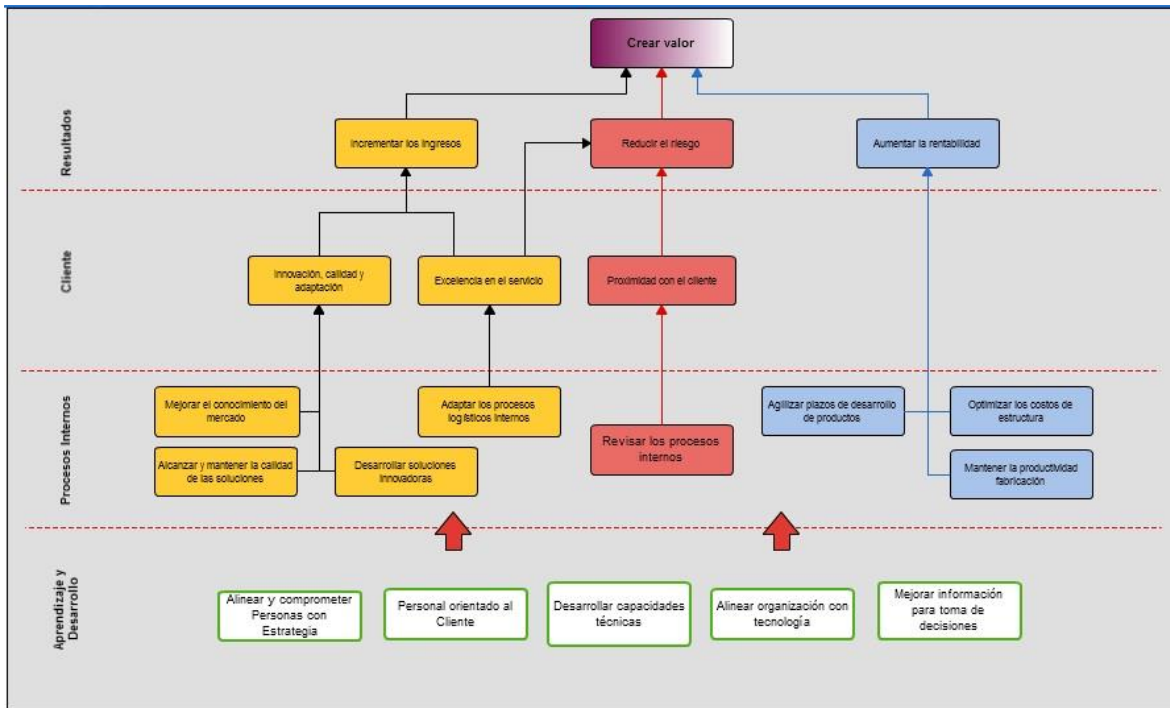 Crear valor
Resultados
Incrementar los ingresos
Reducir el riesgo
Aumentar la rentabilidad
Cliente
Innovación, calidad y
adaptación
Excelencia en el servicio
Proximidad con el cliente
Procesos Internos
Mejorar el conocimiento del
mercado
Adaptar los procesos
logísticos internos
Agilizar plazos de desarrollo
de productos
Optimizar los costos de
estructura
Revisar los procesos
internos
Alcanzar y mantener la calidad
de las soluciones
Desarrollar soluciones
innovadoras
Mantener la productividad
fabricación
Aprendizaje y
Desarrollo
Alinear y comprometer
Personas con
Estrategia
Personal orientado al
Cliente
Desarrollar capacidades
técnicas
Alinear organización con
tecnología
Mejorar información
para toma de
decisiones